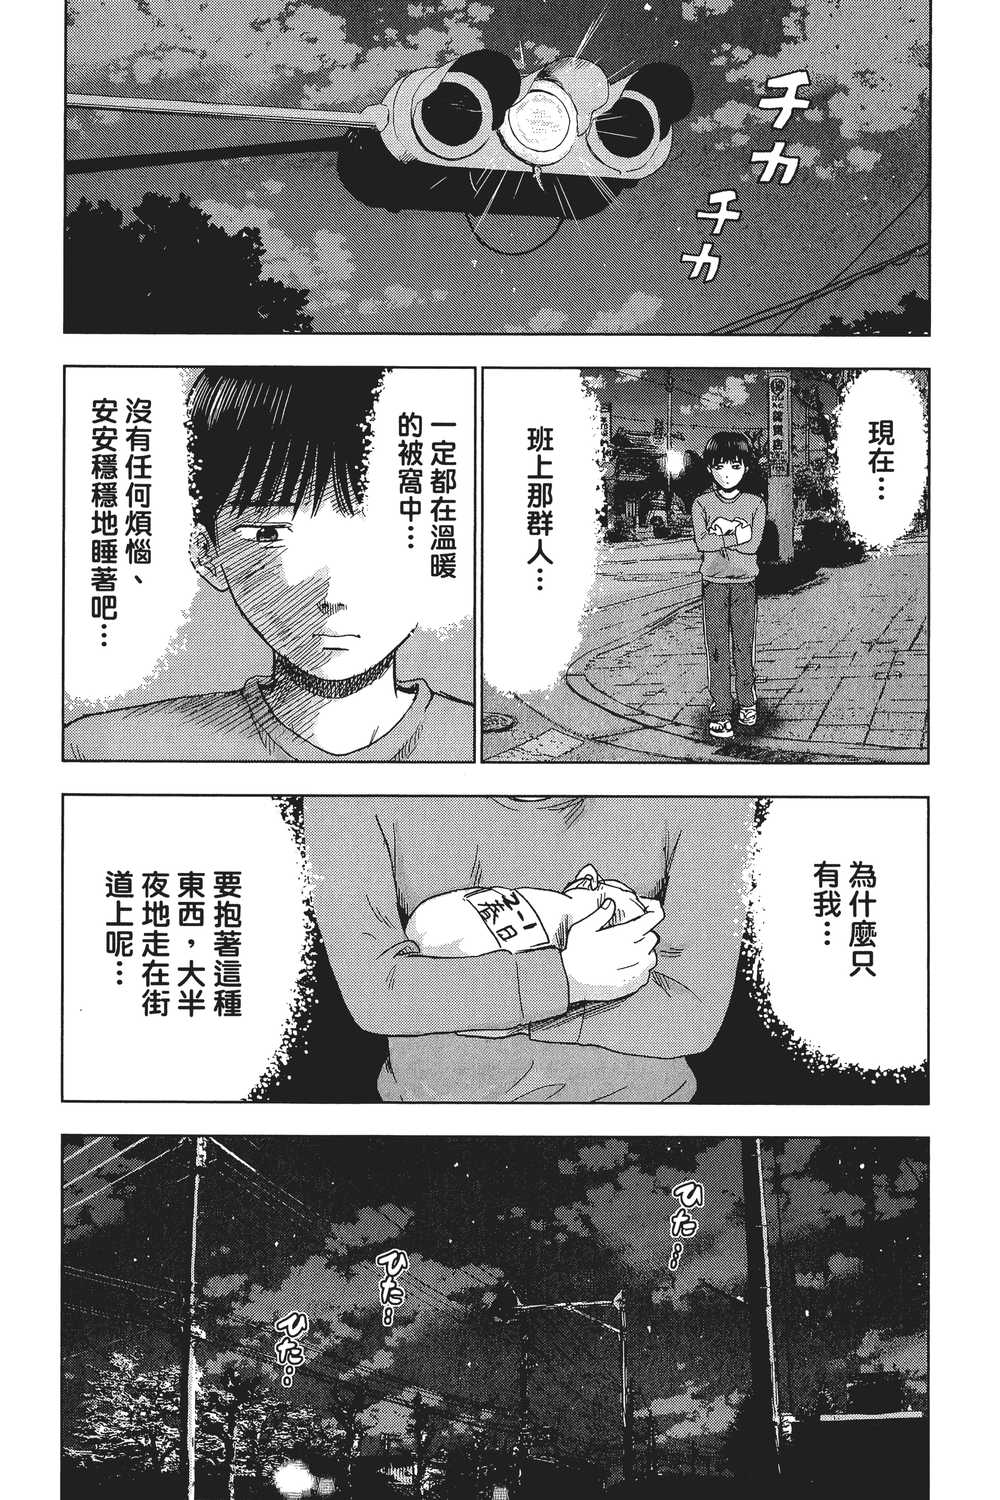 チカ
チカ
現在…
班上那群人…
一定都在溫暖
的被窩中…
沒有任何煩惱、
安安穩穩地睡著吧…
為什麼只
有我…
2-1
春日
要抱著這種
東西，大半
夜地走在街
道上呢…
ひた…
ひた…
ひた…